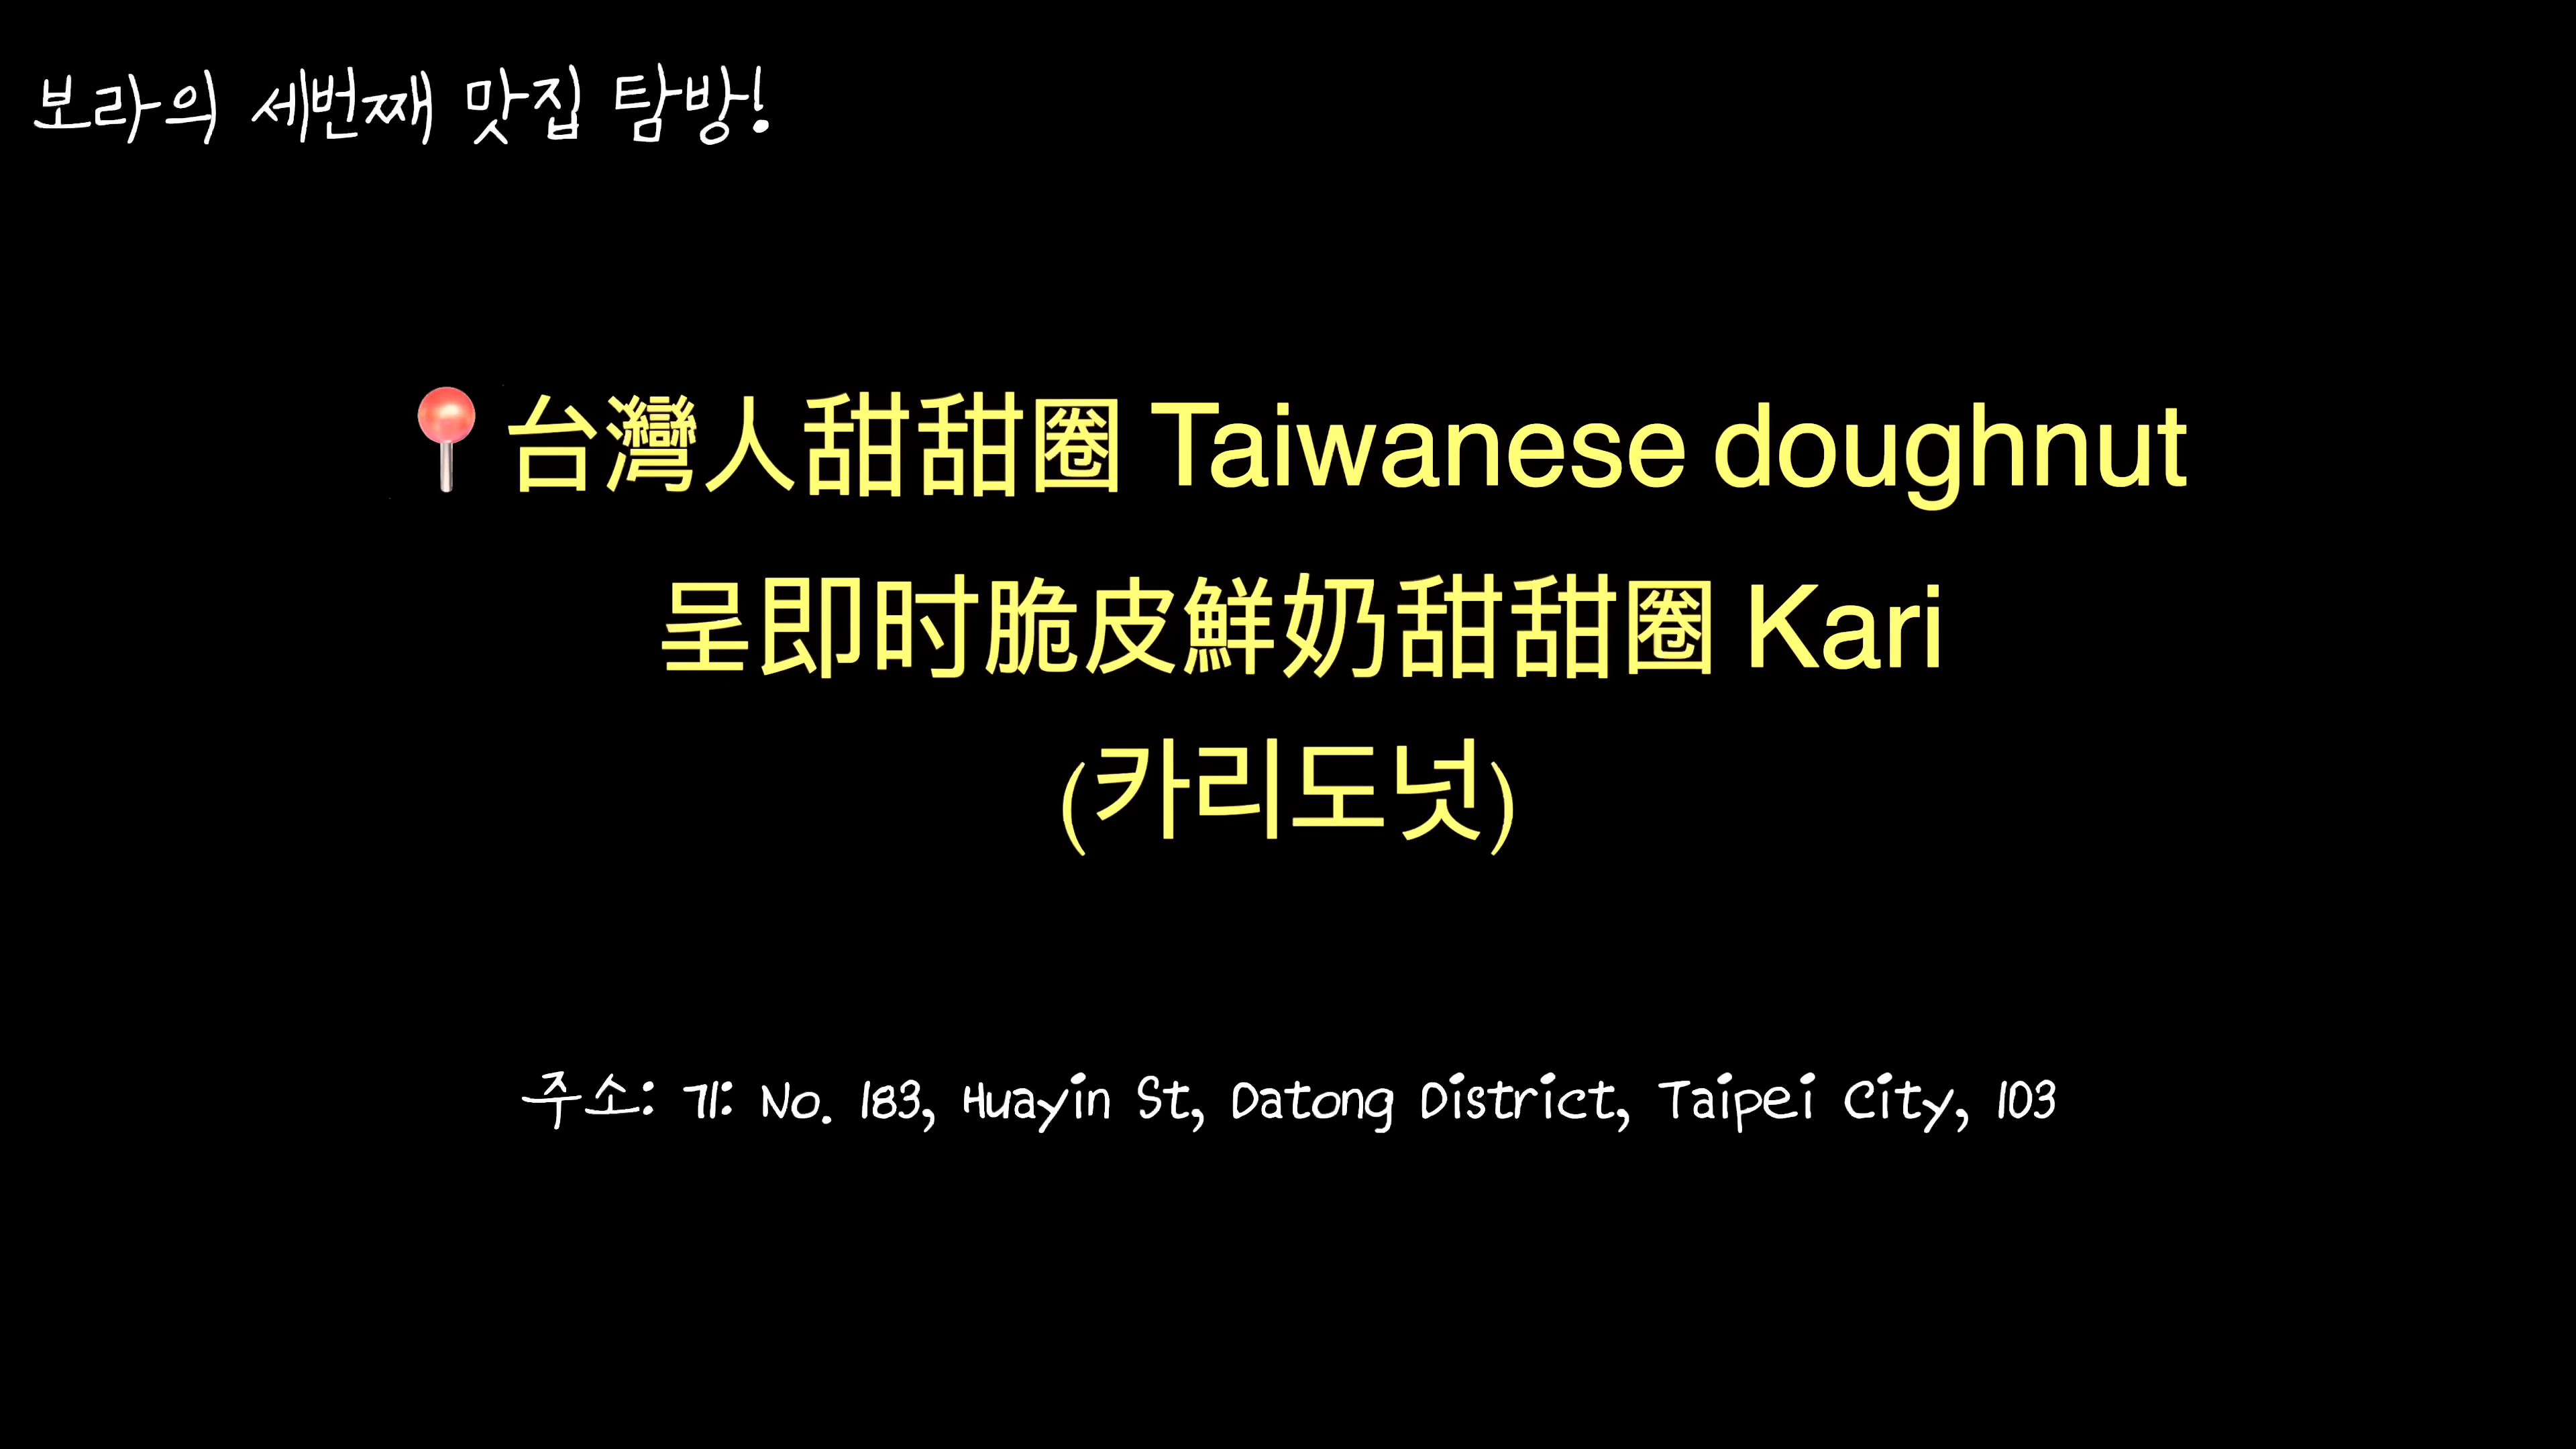 보라의 세번째 맛집 탐방!
📍台灣人甜甜圈 Taiwanese doughnut
呈即时脆皮鮮奶甜甜圈 Kari
(카리도넛)
주소: 기: No. 183, Huayin St, Datong District, Taipei City, 103